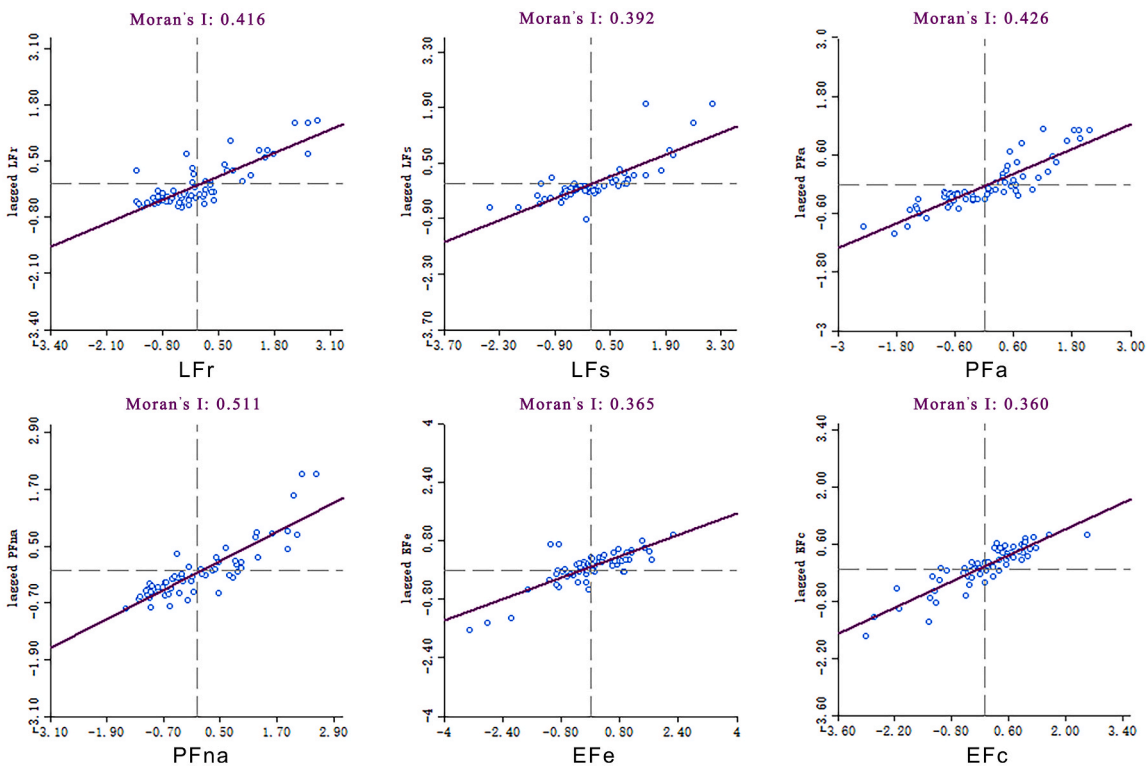 Moran's I: 0.416
Moran's I: 0.392
Moran's I: 0.426
lagged LFr
3.10
1.80
0.50
-0.80
-2.10
-3.40
-3.40 -2.10 -0.80 0.50 1.80 3.10
LFr
lagged LFs
3.30
1.90
0.50
-0.90
-2.30
-3.70
-3.70 -2.30 -0.90 0.50 1.90 3.30
LFs
lagged PFa
3.0
1.80
0.60
-0.60
-1.80
-3
-3 -1.80 -0.60 0.60 1.80 3.00
PFa
Moran's I: 0.511
Moran's I: 0.365
Moran's I: 0.360
lagged PFna
2.90
1.70
0.50
-0.70
-1.90
-3.10
-3.10 -1.90 -0.70 0.50 1.70 2.90
PFna
lagged EFe
4
2.40
0.80
-0.80
-2.40
-4
-4 -2.40 -0.80 0.80 2.40 4
EFe
lagged EFc
3.40
2.00
0.60
-0.80
-2.20
-3.60
-3.60 -2.20 -0.80 0.60 2.00 3.40
EFc